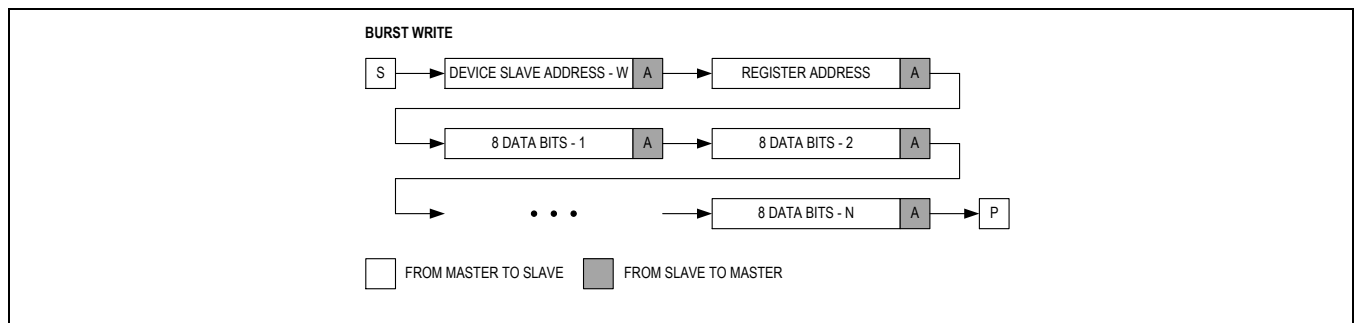 BURST WRITE
S DEVICE SLAVE ADDRESS - W A REGISTER ADDRESS A
8 DATA BITS - 1 A 8 DATA BITS - 2 A
• • • 8 DATA BITS - N A P
FROM MASTER TO SLAVE FROM SLAVE TO MASTER